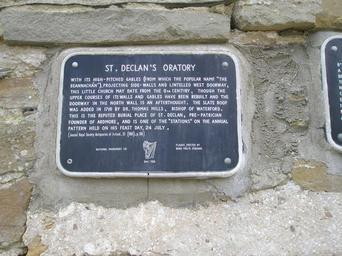 ST. DECLAN'S ORATORY
WITH ITS HIGH-PITCHED GABLES (FROM WHICH THE POPULAR NAME "THE
BEANNACHÁN"), PROJECTING SIDE-WALLS AND LINTELLED WEST DOORWAY,
THIS LITTLE CHURCH MAY DATE FROM THE 8TH CENTURY, THOUGH THE
UPPER COURSES OF ITS WALLS AND GABLES HAVE BEEN REBUILT AND THE
DOORWAY IN THE NORTH WALL IS AN AFTERTHOUGHT. THE SLATE ROOF
WAS ADDED IN 1716 BY DR. THOMAS MILLS, BISHOP OF WATERFORD.
THIS IS THE REPUTED BURIAL PLACE OF ST. DECLAN, PRE-PATRICIAN
FOUNDER OF ARDMORE, AND IS ONE OF THE "STATIONS" ON THE ANNUAL
PATTERN HELD ON HIS FEAST DAY, 24 JULY.
NATIONAL MONUMENT